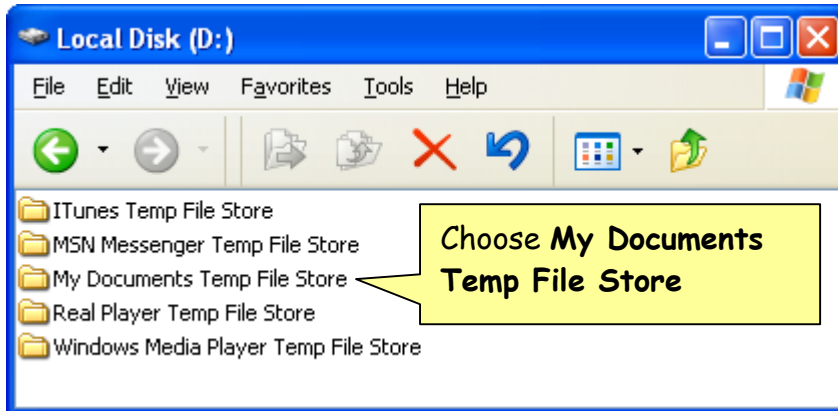 Local Disk (D:)
File Edit View Favorites Tools Help
ITunes Temp File Store
MSN Messenger Temp File Store
My Documents Temp File Store
Real Player Temp File Store
Windows Media Player Temp File Store
Choose My Documents
Temp File Store